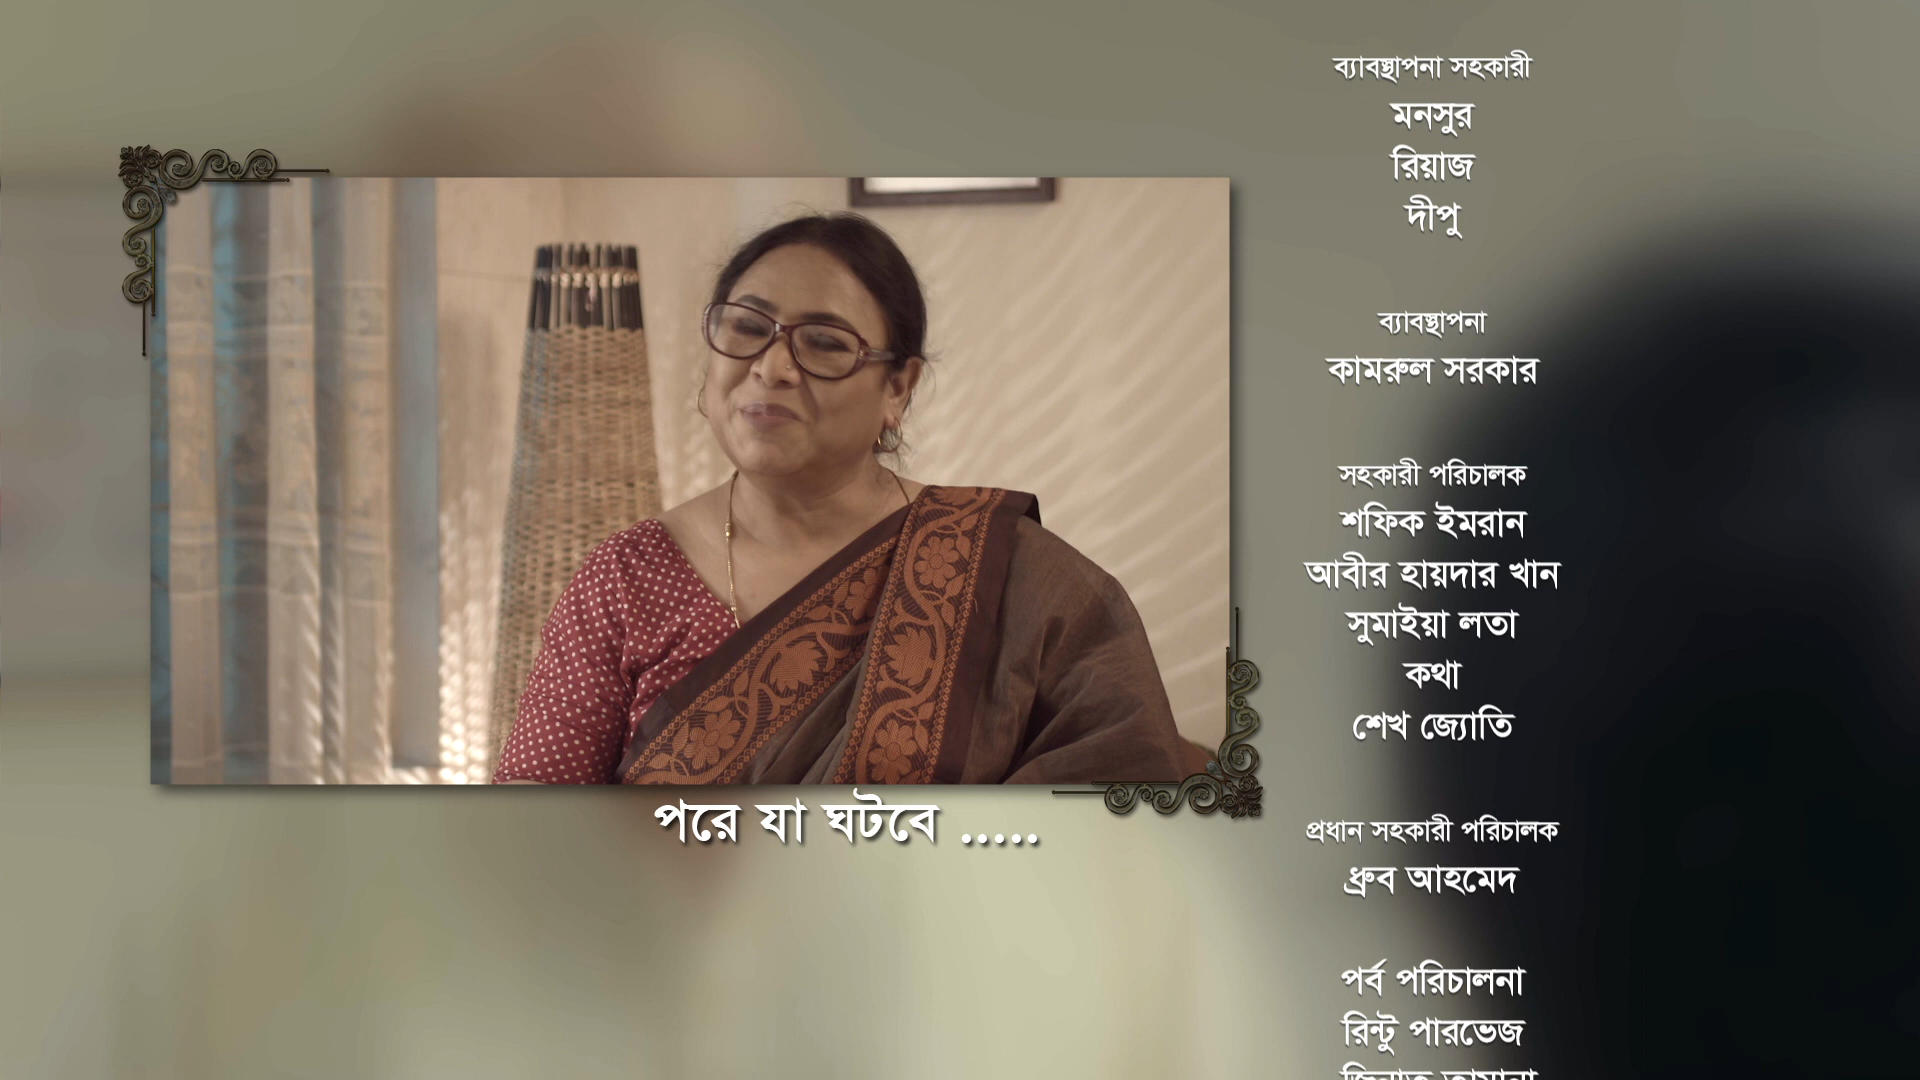 ব্যাবস্থাপনা সহকারী
মনসুর
রিয়াজ
দীপু
ব্যাবস্থাপনা
কামরুল সরকার
সহকারী পরিচালক
শফিক ইমরান
আবীর হায়দার খান
সুমাইয়া লতা
কথা
শেখ জ্যোতি
প্রধান সহকারী পরিচালক
ধ্রুব আহমেদ
পর্ব পরিচালনা
রিন্টু পারভেজ
পরে যা ঘটবে .....